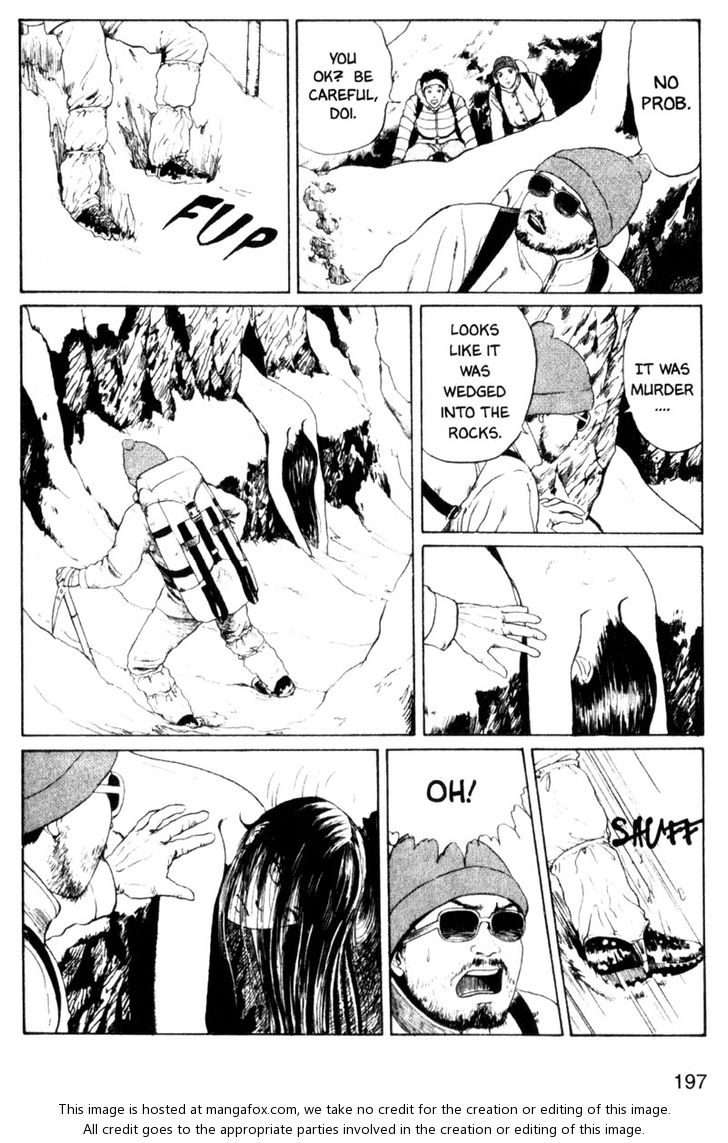 FUP
YOU
OK? BE
CAREFUL,
DOI.
NO
PROB.
LOOKS
LIKE IT
WAS
WEDGED
INTO THE
ROCKS.
IT WAS
MURDER
....
OH!
SHUFF
197
This image is hosted at mangafox.com, we take no credit for the creation or editing of this image.
All credit goes to the appropriate parties involved in the creation or editing of this image.